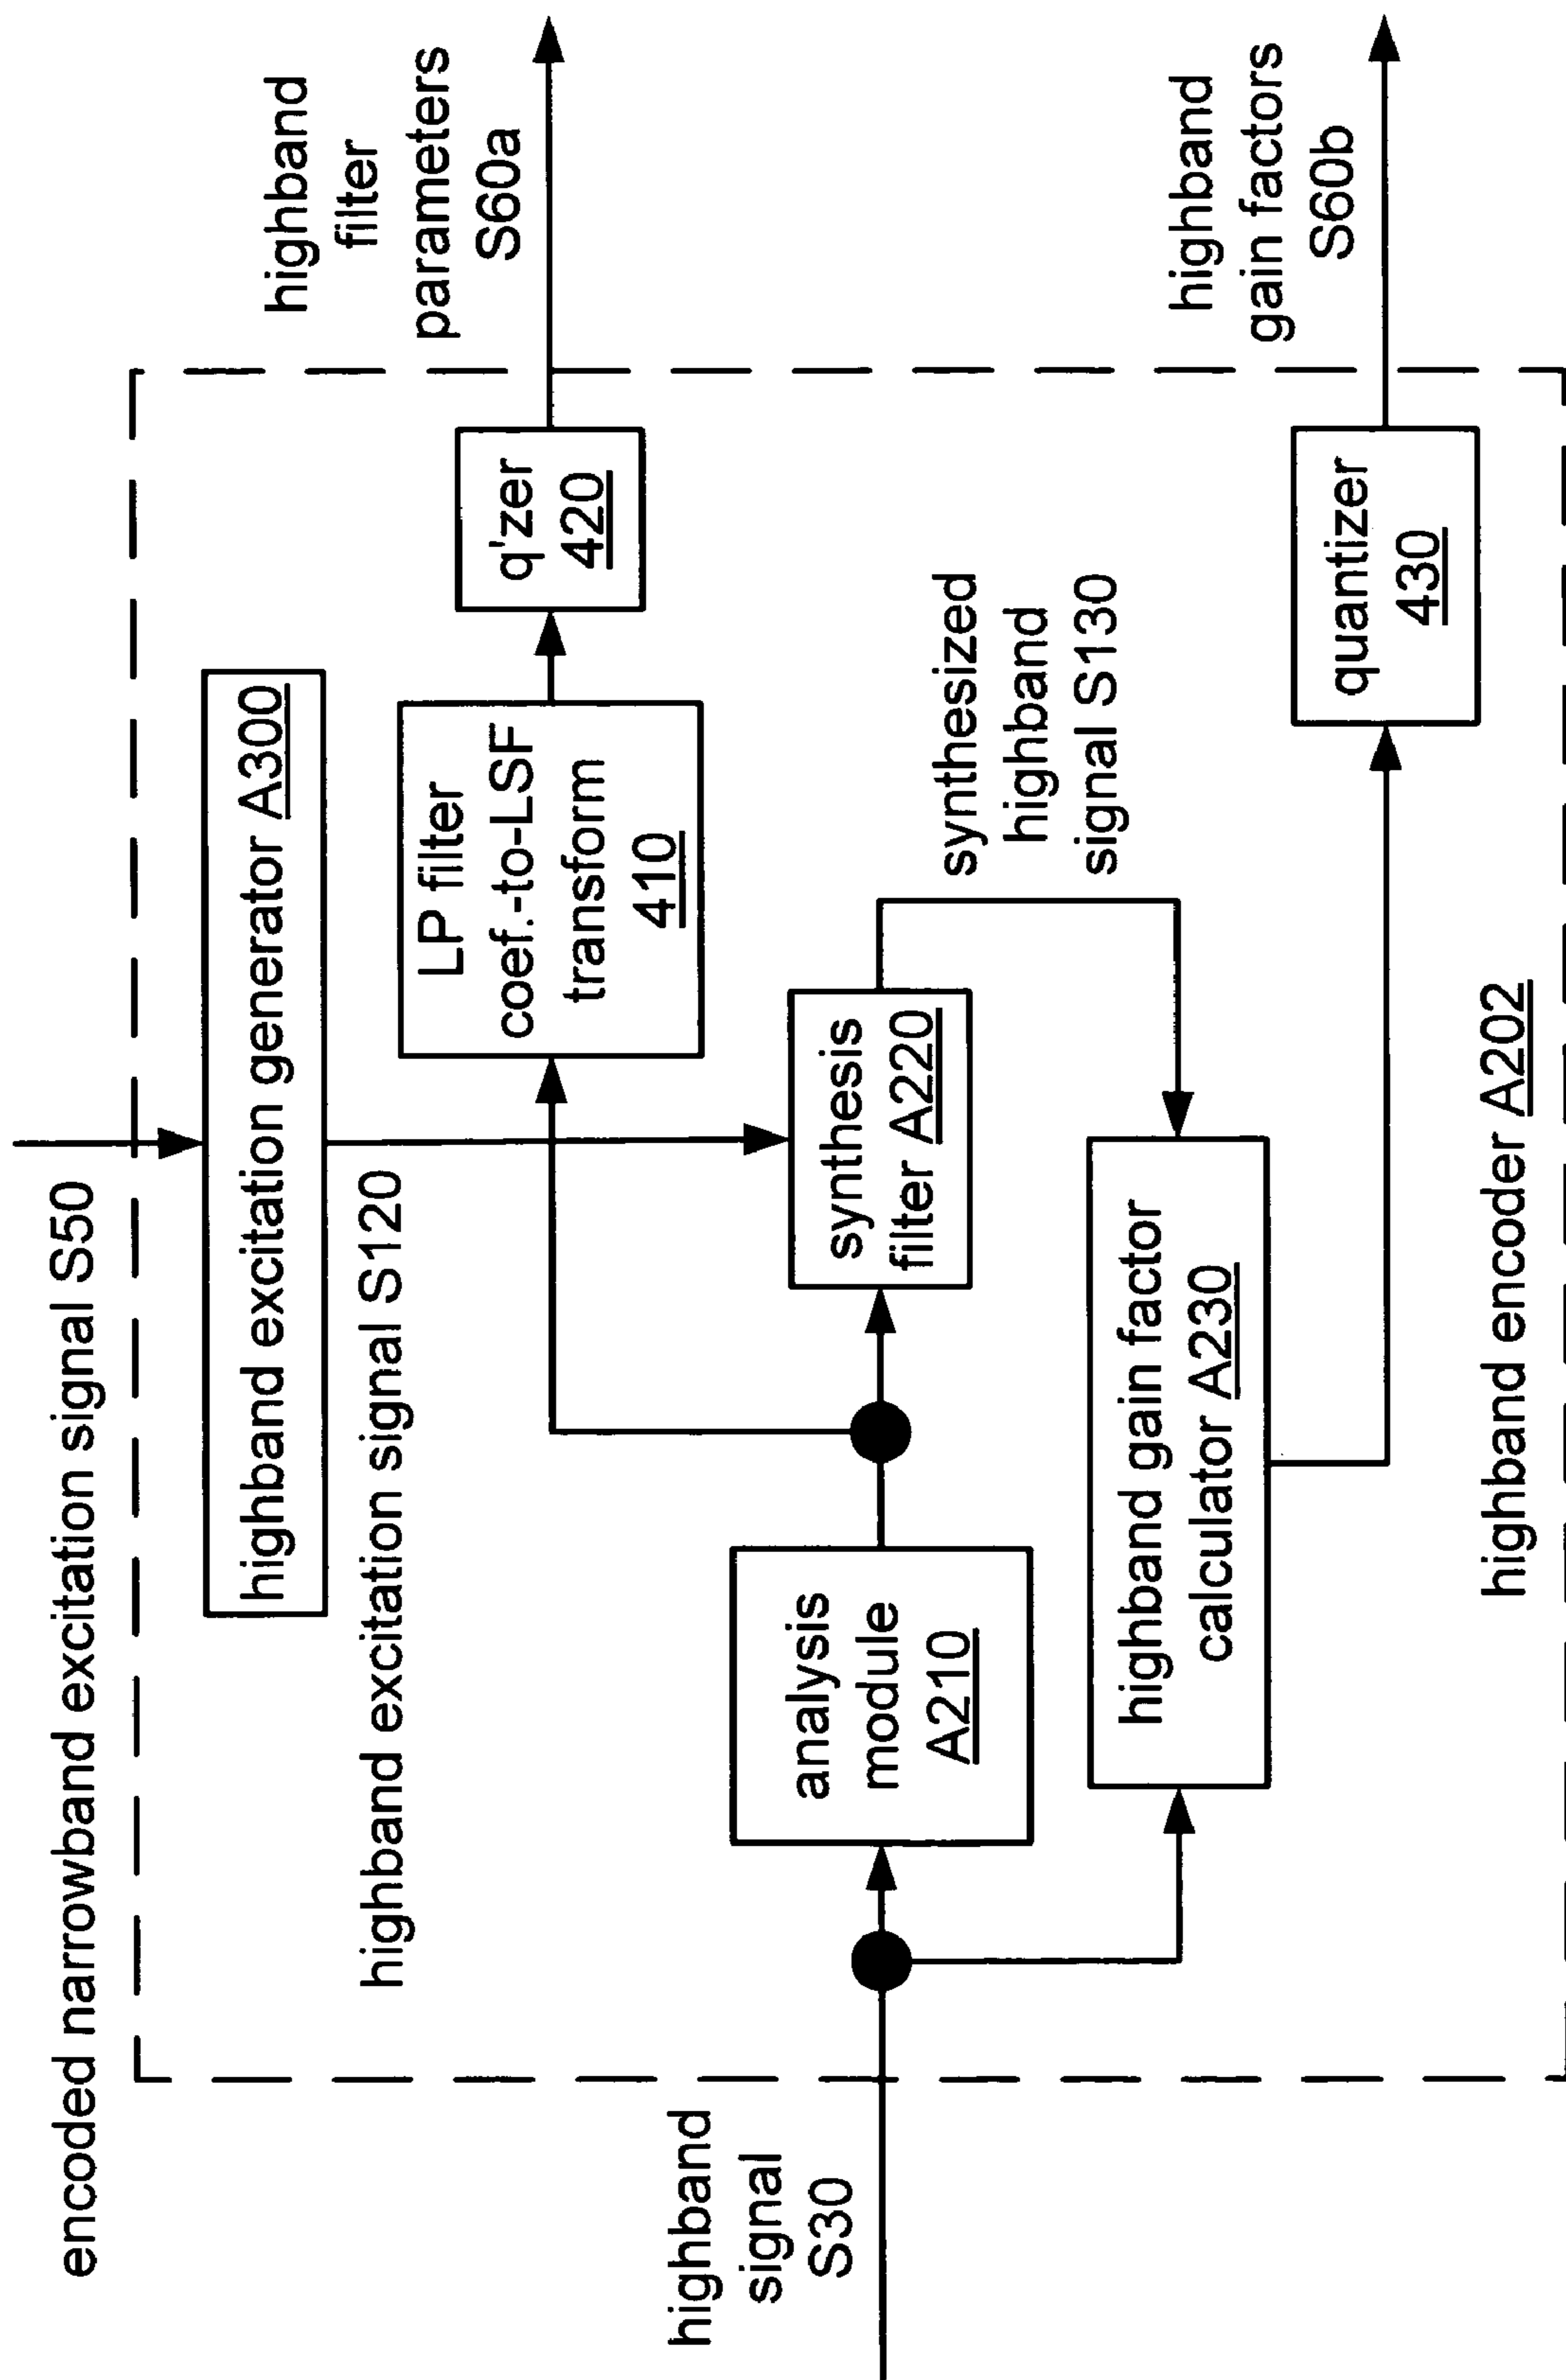 encoded narrowband excitation signal S50
highband excitation generator A300
highband excitation signal S120
highband
filter
parameters
S60a
LP filter
coef.-to-LSF
transform
410
q'zer
420
highband
signal
S30
analysis
module
A210
synthesis
filter A220
synthesized
highband
signal S130
highband gain factor
calculator A230
quantizer
430
highband
gain factors
S60b
highband encoder A202